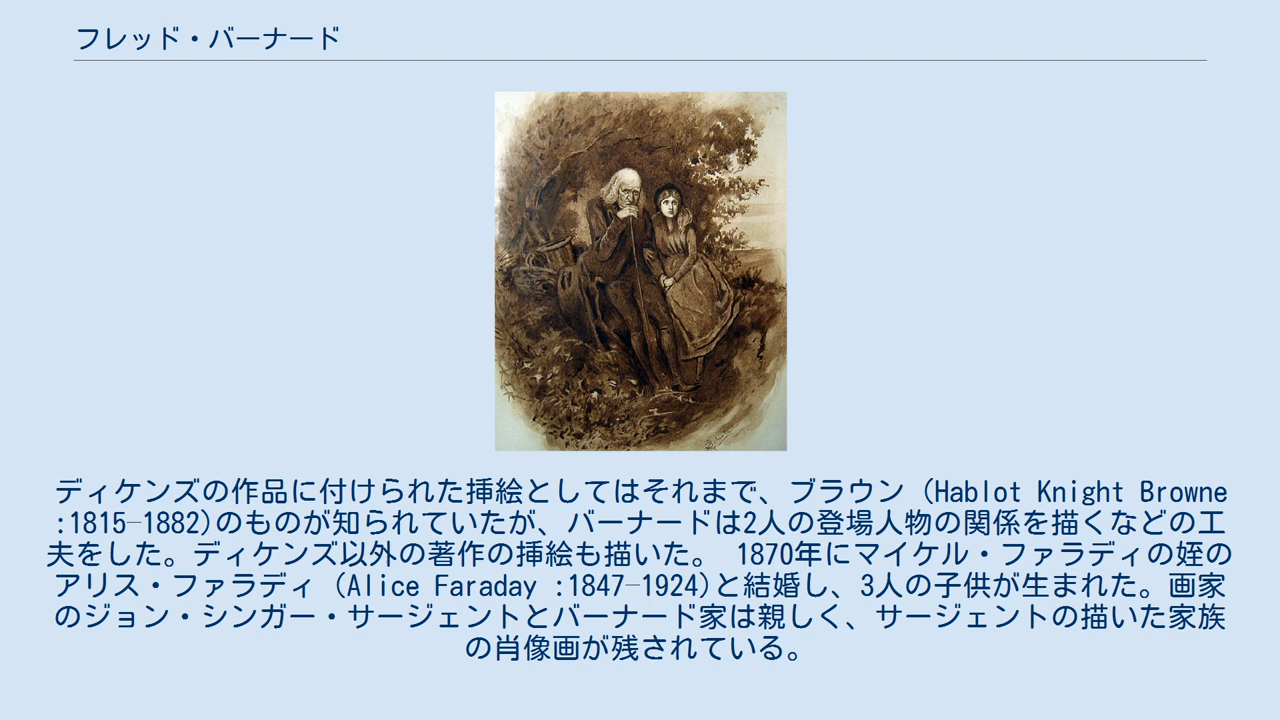 フレッド・バーナード
ディケンズの作品に付けられた挿絵としてはそれまで、ブラウン (Hablot Knight Browne
:1815–1882)のものが知られていたが、バーナードは2人の登場人物の関係を描くなどの工
夫をした。ディケンズ以外の著作の挿絵も描いた。 1870年にマイケル・ファラディの姪の
アリス・ファラディ (Alice Faraday :1847–1924)と結婚し、3人の子供が生まれた。画家
のジョン・シンガー・サージェントとバーナード家は親しく、サージェントの描いた家族
の肖像画が残されている。